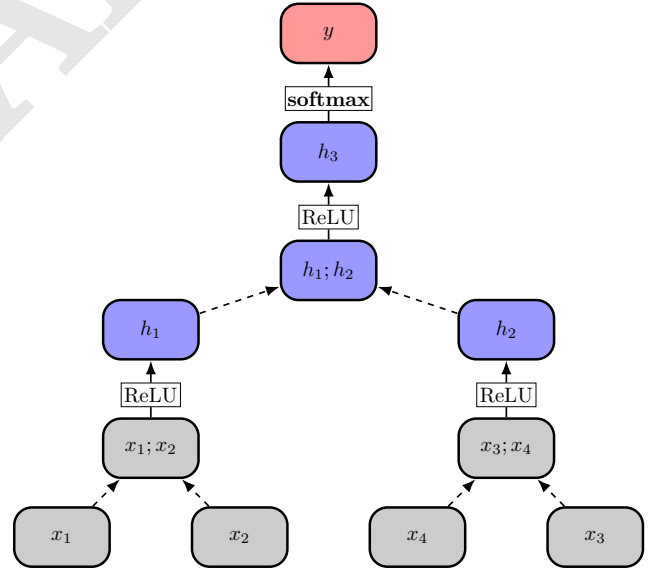 y
softmax
h₃
ReLU
h₁; h₂
h₁ h₂
ReLU ReLU
x₁; x₂ x₃; x₄
x₁ x₂ x₄ x₃